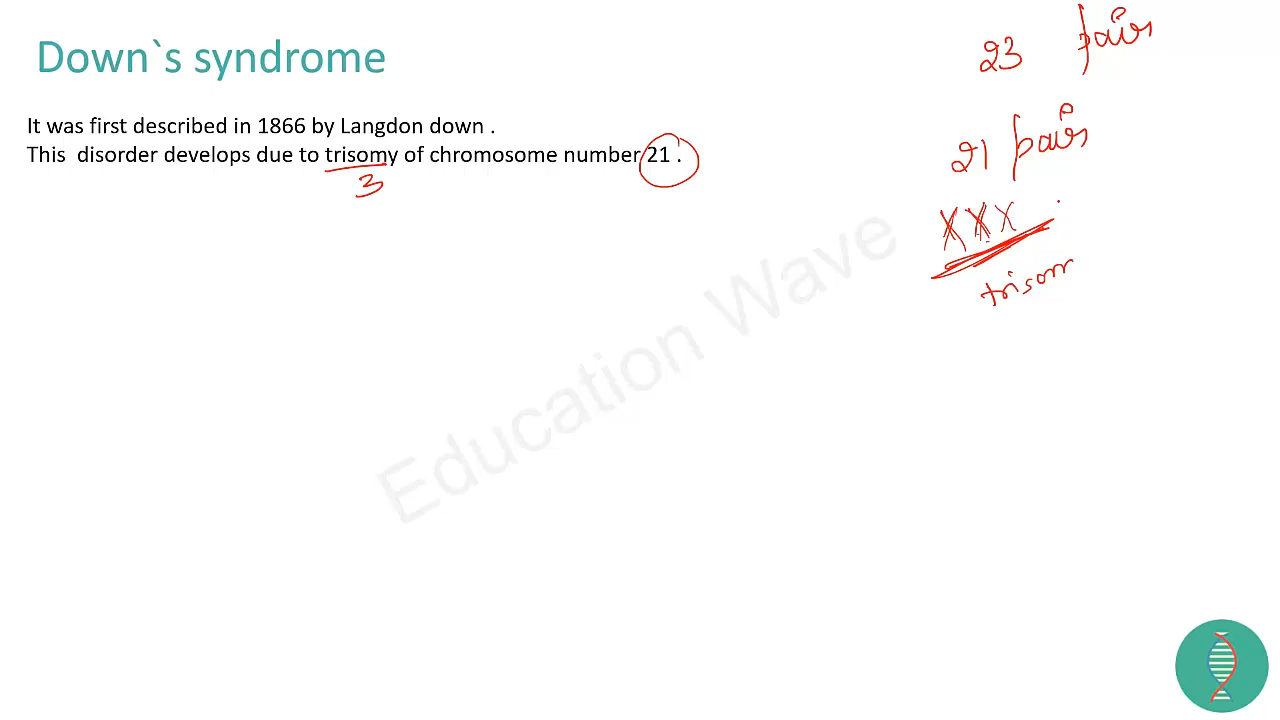 Down`s syndrome
It was first described in 1866 by Langdon down .
This disorder develops due to trisomy of chromosome number 21 .
3
23 pairs
21 pairs
XXX
trisom
Education Wave